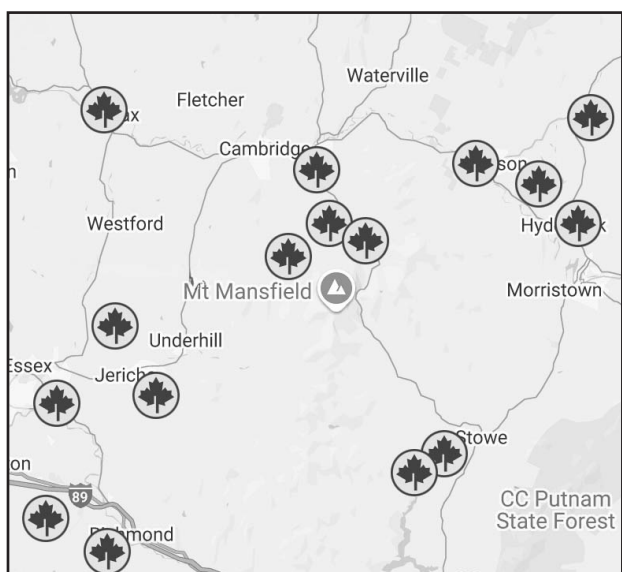 Waterville
Fletcher
Cambridge
Westford
Mt Mansfield
Morristown
Underhill
Essex
Stowe
89
CC Putnam
State Forest